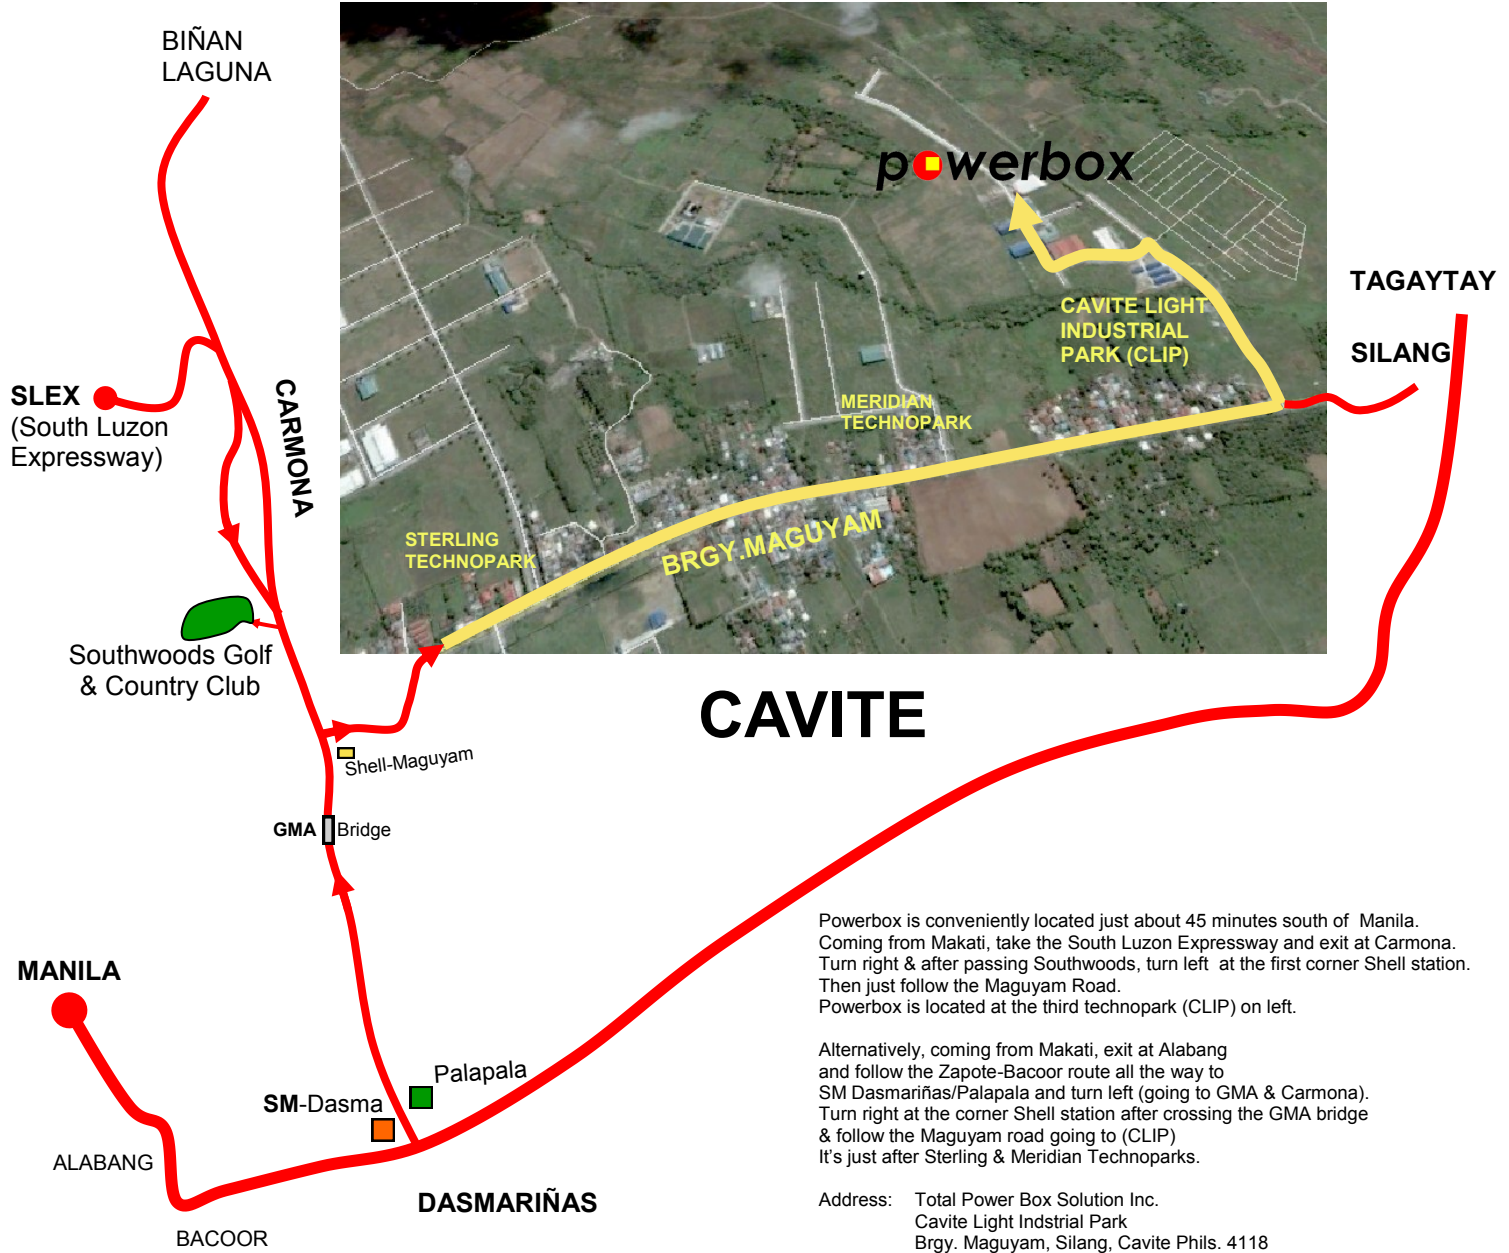 BIÑAN
LAGUNA
powerbox
TAGAYTAY
CAVITE LIGHT
INDUSTRIAL
PARK (CLIP)
SILANG
SLEX
(South Luzon
Expressway)
CARMONA
MERIDIAN
TECHNOPARK
STERLING
TECHNOPARK
BRGY.MAGUYAM
Southwoods Golf
& Country Club
CAVITE
Shell-Maguyam
GMA Bridge
MANILA
Palapala
SM-Dasma
ALABANG
DASMARIÑAS
BACOOR
Powerbox is conveniently located just about 45 minutes south of Manila.
Coming from Makati, take the South Luzon Expressway and exit at Carmona.
Turn right & after passing Southwoods, turn left at the first corner Shell station.
Then just follow the Maguyam Road.
Powerbox is located at the third technopark (CLIP) on left.
Alternatively, coming from Makati, exit at Alabang
and follow the Zapote-Bacoor route all the way to
SM Dasmariñas/Palapala and turn left (going to GMA & Carmona).
Turn right at the corner Shell station after crossing the GMA bridge
& follow the Maguyam road going to (CLIP)
It's just after Sterling & Meridian Technoparks.
Address: Total Power Box Solution Inc.
Cavite Light Indstrial Park
Brgy. Maguyam, Silang, Cavite Phils. 4118